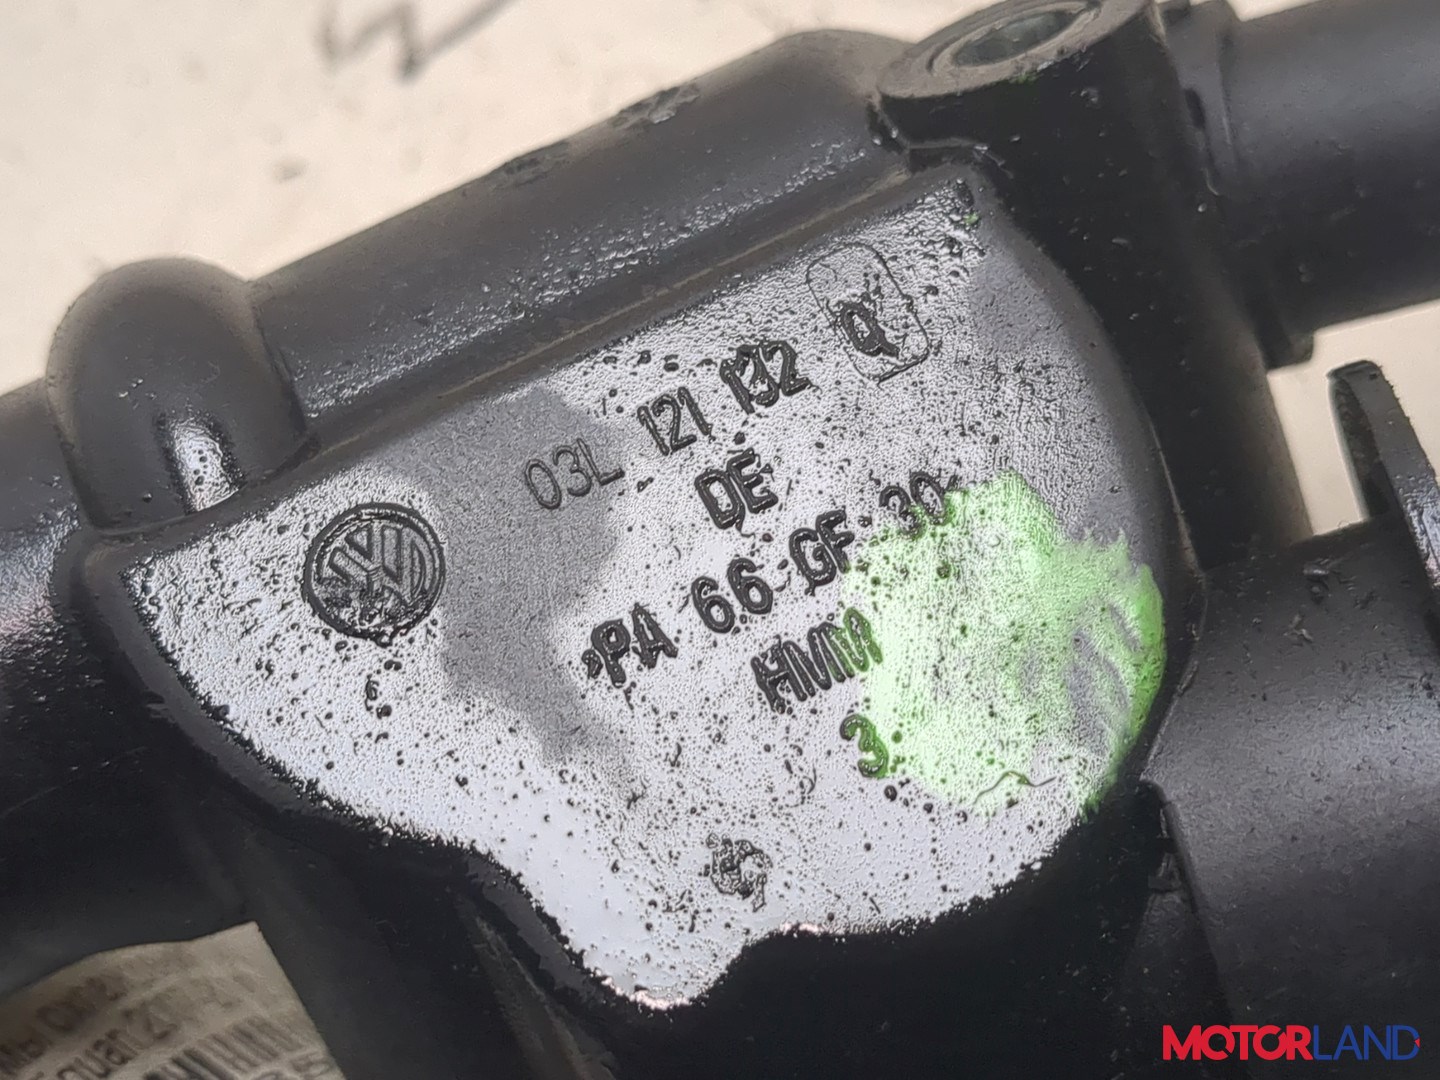 03L 121 132 Q
DE
>PA 66 GF 30<
HMM
3
MOTORLAND